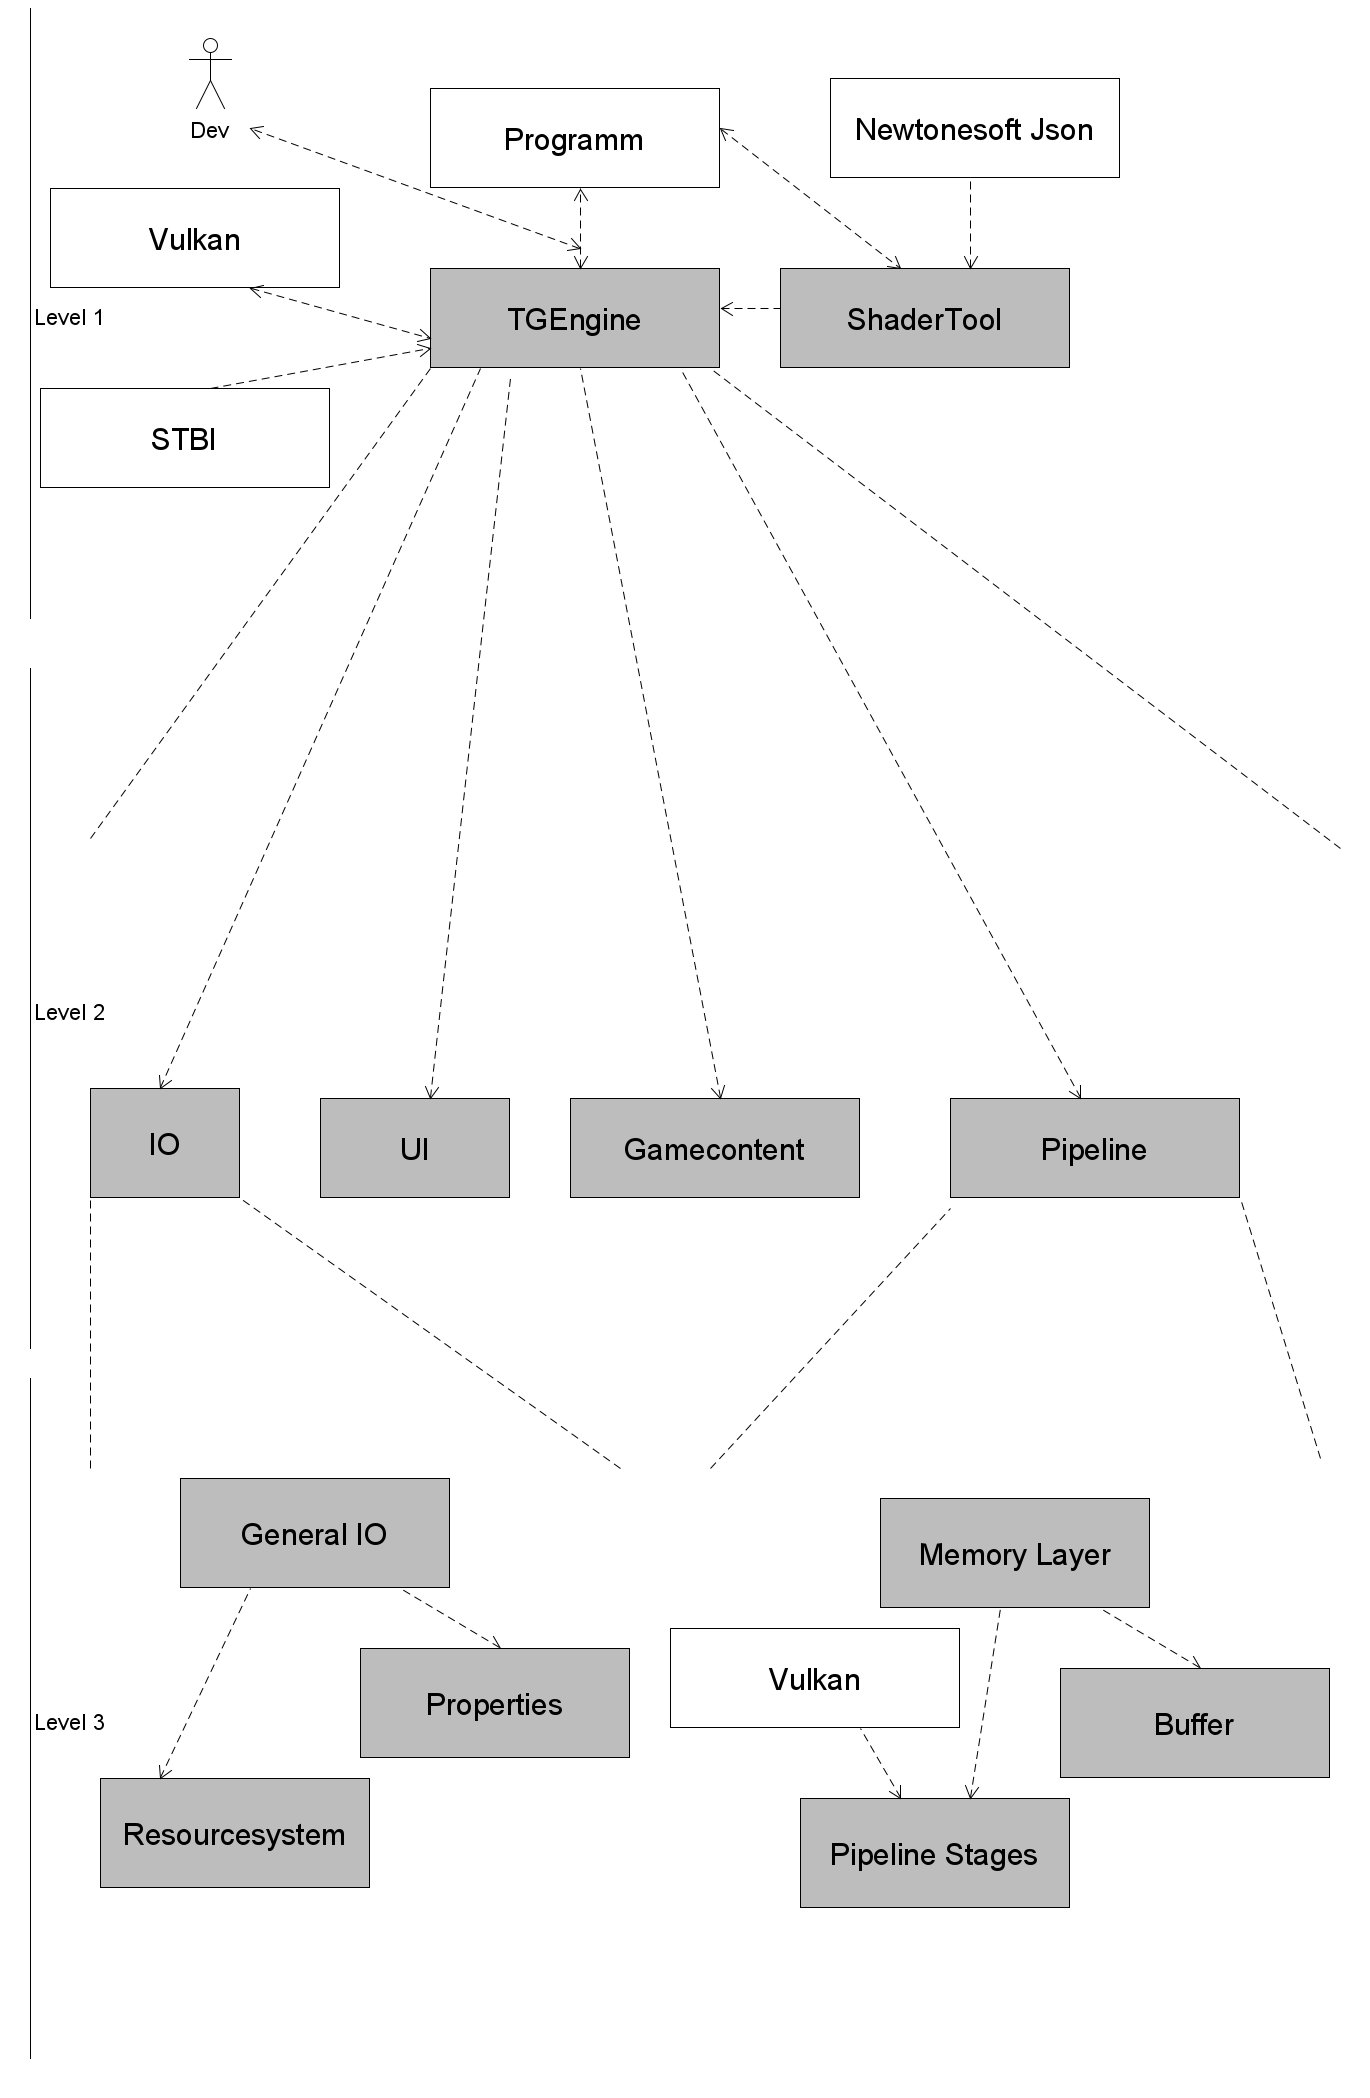 Dev
Programm
Newtonesoft Json
Vulkan
Level 1
TGEngine
ShaderTool
STBI
Level 2
IO
UI
Gamecontent
Pipeline
General IO
Memory Layer
Properties
Vulkan
Level 3
Buffer
Resourcesystem
Pipeline Stages